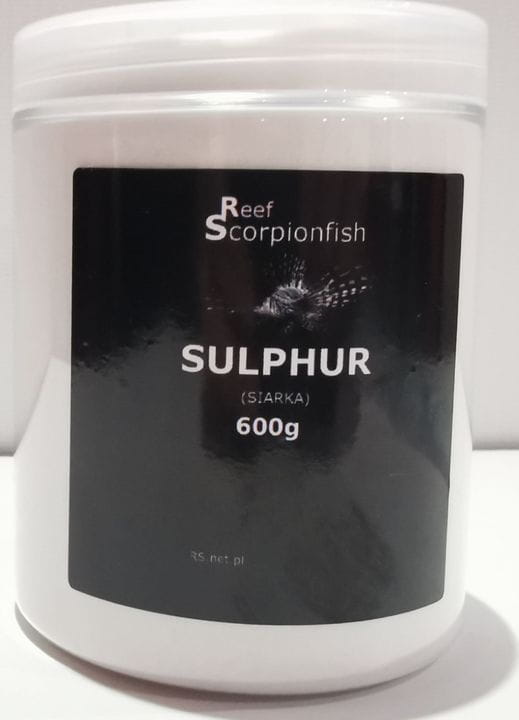 Reef
Scorpionfish
SULPHUR
(SIARKA)
600g
RS.net.pl